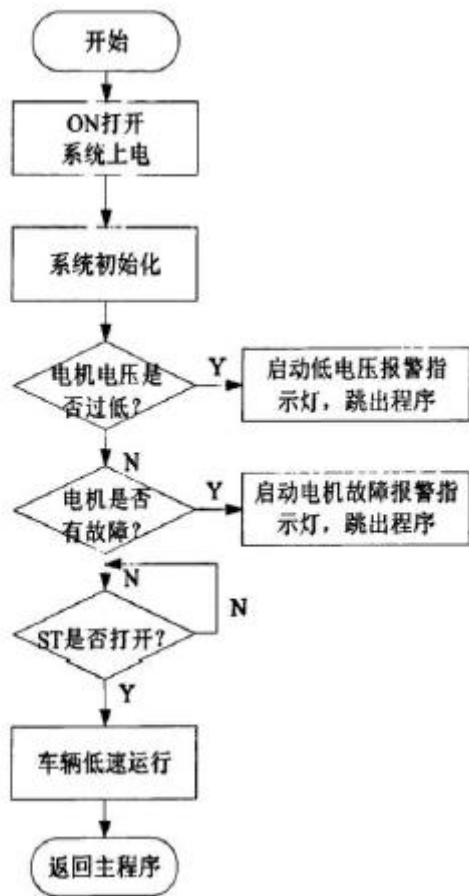 开始
ON打开
系统上电
系统初始化
电机电压是
否过低?
Y
启动低电压报警指
示灯，跳出程序
N
电机是否
有故障?
Y
启动电机故障报警指
示灯，跳出程序
N
ST是否打开?
N
Y
车辆低速运行
返回主程序